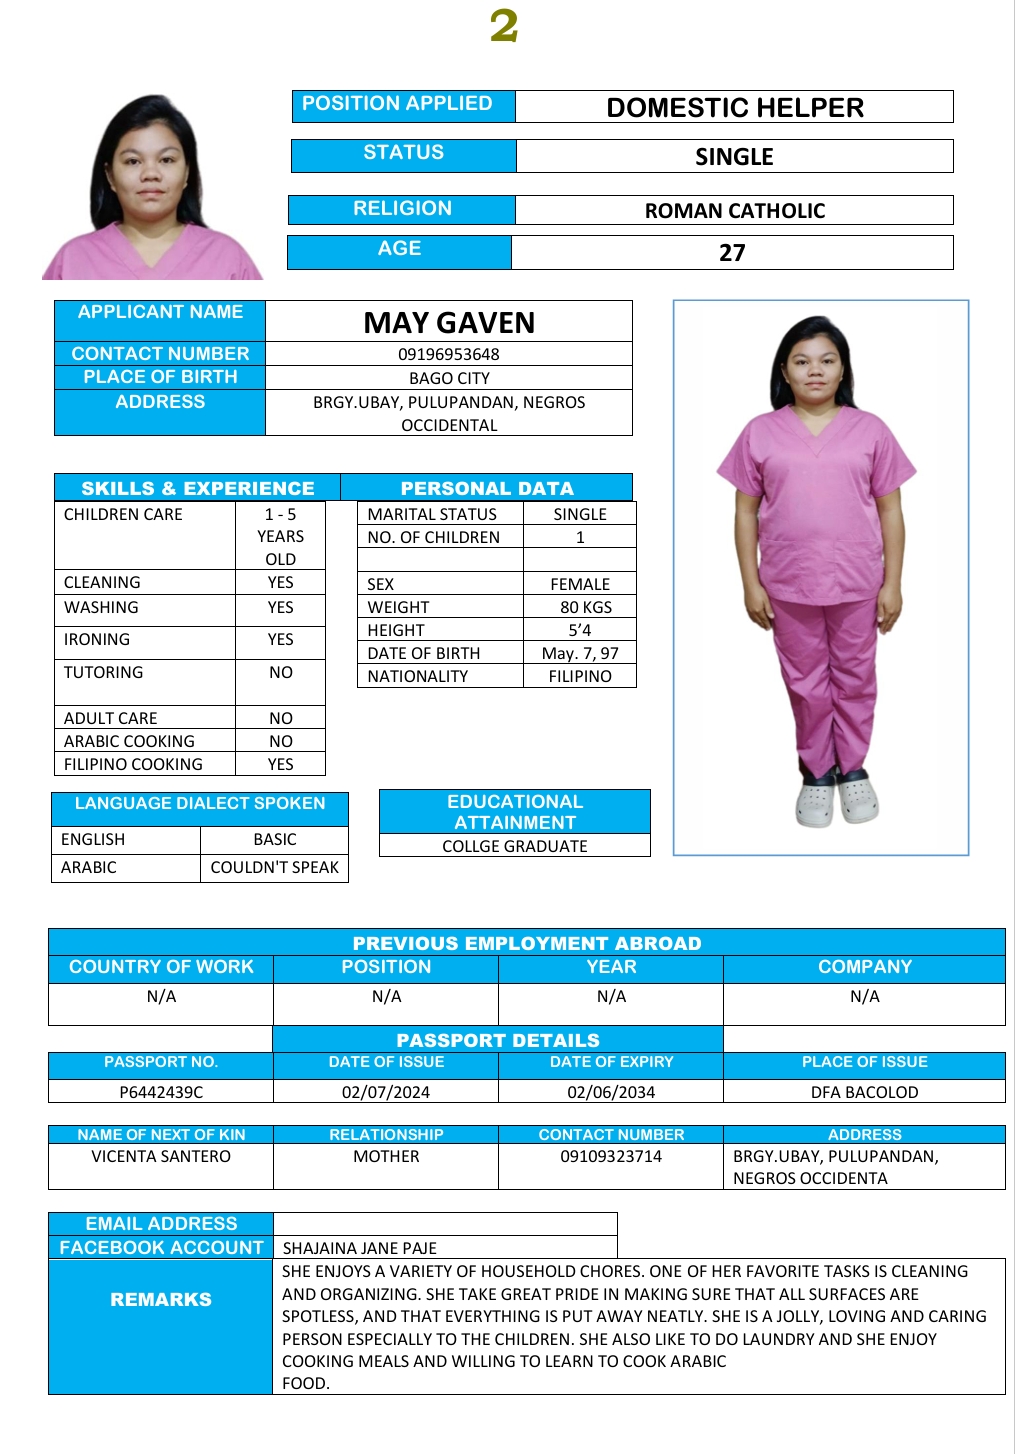 2
POSITION APPLIED DOMESTIC HELPER
STATUS SINGLE
RELIGION ROMAN CATHOLIC
AGE 27
APPLICANT NAME MAY GAVEN
CONTACT NUMBER 09196953648
PLACE OF BIRTH BAGO CITY
ADDRESS BRGY.UBAY, PULUPANDAN, NEGROS
OCCIDENTAL
SKILLS & EXPERIENCE
CHILDREN CARE 1 - 5
YEARS
OLD
CLEANING YES
WASHING YES
IRONING YES
TUTORING NO
ADULT CARE NO
ARABIC COOKING NO
FILIPINO COOKING YES
PERSONAL DATA
MARITAL STATUS SINGLE
NO. OF CHILDREN 1
SEX FEMALE
WEIGHT 80 KGS
HEIGHT 5’4
DATE OF BIRTH May. 7, 97
NATIONALITY FILIPINO
LANGUAGE DIALECT SPOKEN
ENGLISH BASIC
ARABIC COULDN'T SPEAK
EDUCATIONAL
ATTAINMENT
COLLGE GRADUATE
PREVIOUS EMPLOYMENT ABROAD
COUNTRY OF WORK POSITION YEAR COMPANY
N/A N/A N/A N/A
PASSPORT DETAILS
PASSPORT NO. DATE OF ISSUE DATE OF EXPIRY PLACE OF ISSUE
P6442439C 02/07/2024 02/06/2034 DFA BACOLOD
NAME OF NEXT OF KIN RELATIONSHIP CONTACT NUMBER ADDRESS
VICENTA SANTERO MOTHER 09109323714 BRGY.UBAY, PULUPANDAN,
NEGROS OCCIDENTA
EMAIL ADDRESS
FACEBOOK ACCOUNT SHAJAINA JANE PAJE
REMARKS
SHE ENJOYS A VARIETY OF HOUSEHOLD CHORES. ONE OF HER FAVORITE TASKS IS CLEANING
AND ORGANIZING. SHE TAKE GREAT PRIDE IN MAKING SURE THAT ALL SURFACES ARE
SPOTLESS, AND THAT EVERYTHING IS PUT AWAY NEATLY. SHE IS A JOLLY, LOVING AND CARING
PERSON ESPECIALLY TO THE CHILDREN. SHE ALSO LIKE TO DO LAUNDRY AND SHE ENJOY
COOKING MEALS AND WILLING TO LEARN TO COOK ARABIC
FOOD.